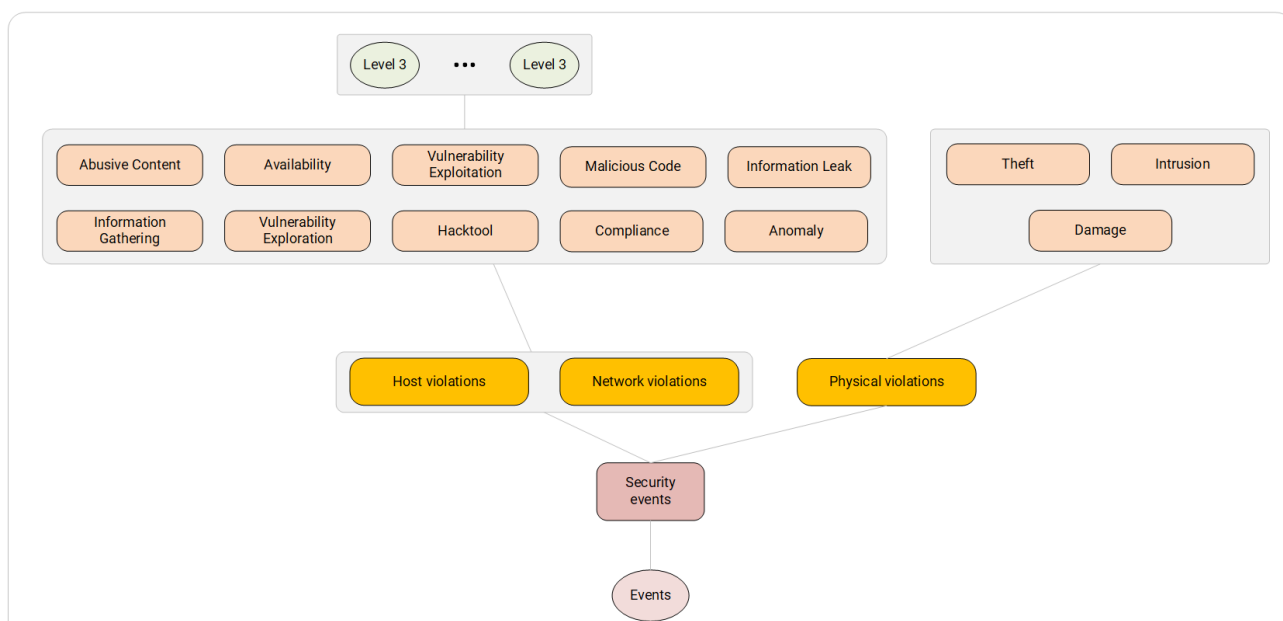 Level 3
•••
Level 3
Abusive Content
Availability
Vulnerability
Exploitation
Malicious Code
Information Leak
Information
Gathering
Vulnerability
Exploration
Hacktool
Compliance
Anomaly
Theft
Intrusion
Damage
Host violations
Network violations
Physical violations
Security
events
Events